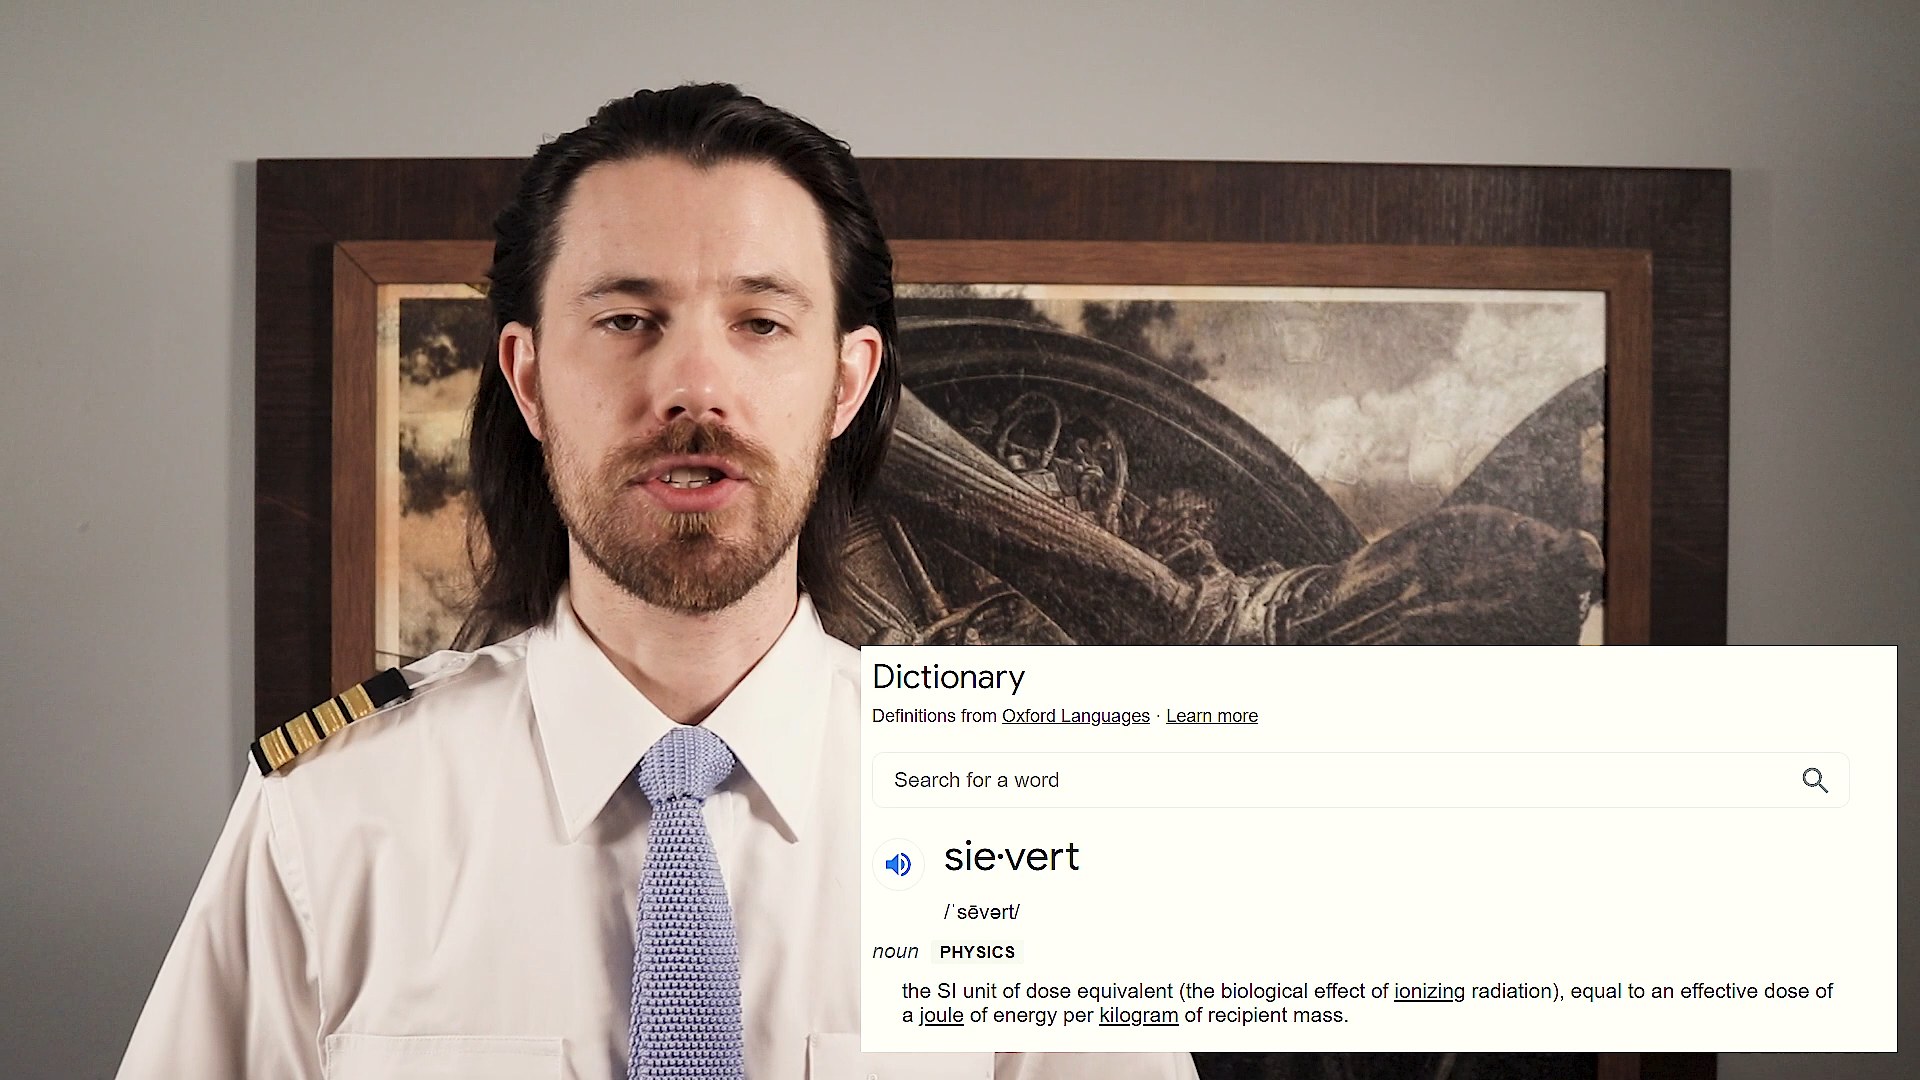 Dictionary
Definitions from Oxford Languages · Learn more
Search for a word
sie·vert
/ˈsēvərt/
noun PHYSICS
the SI unit of dose equivalent (the biological effect of ionizing radiation), equal to an effective dose of
a joule of energy per kilogram of recipient mass.